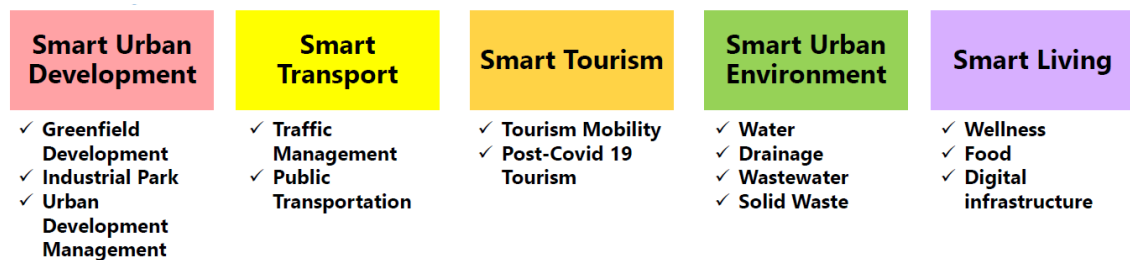 Smart Urban
Development
✓ Greenfield
Development
✓ Industrial Park
✓ Urban
Development
Management
Smart
Transport
✓ Traffic
Management
✓ Public
Transportation
Smart Tourism
✓ Tourism Mobility
✓ Post-Covid 19
Tourism
Smart Urban
Environment
✓ Water
✓ Drainage
✓ Wastewater
✓ Solid Waste
Smart Living
✓ Wellness
✓ Food
✓ Digital
infrastructure